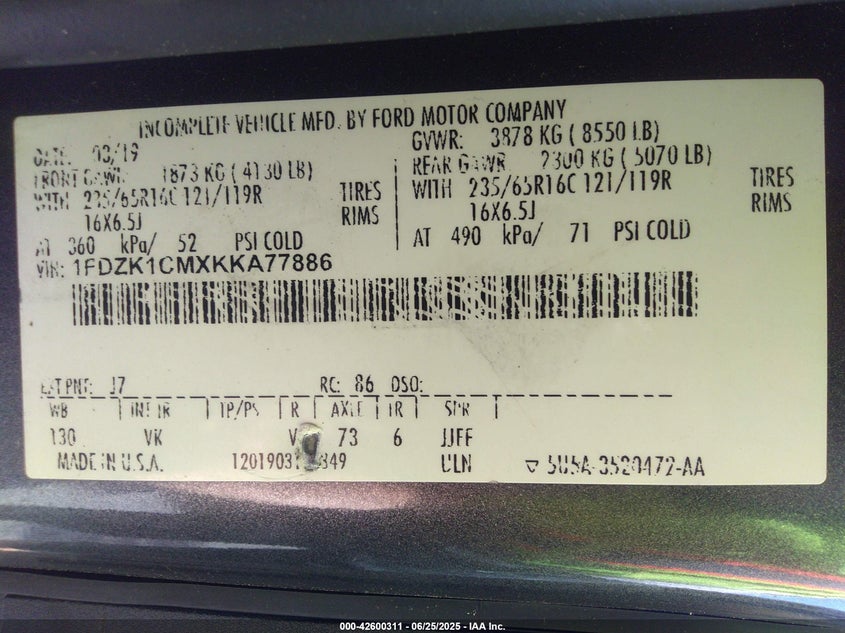 INCOMPLETE VEHICLE MFD. BY FORD MOTOR COMPANY
DATE: 03/19 GVWR: 3878 KG ( 8550 LB)
FRONT GAWR: 1873 KG ( 4130 LB) REAR GAWR 2300 KG ( 5070 LB)
WITH 235/65R16C 121/119R TIRES WITH 235/65R16C 121/119R TIRES
16X6.5J RIMS 16X6.5J RIMS
AT 360 kPa/ 52 PSI COLD AT 490 kPa/ 71 PSI COLD
VIN: 1FDZK1CMXKKA77886
EXT PNT: J7 RC: 86 DSO:
WB INT TR TP/PS R AXLE TR SPR
130 VK V 73 6 JJFF
MADE IN U.S.A. ULN 5U5A-3520472-AA
000-42600311 - 06/25/2025 - IAA Inc.